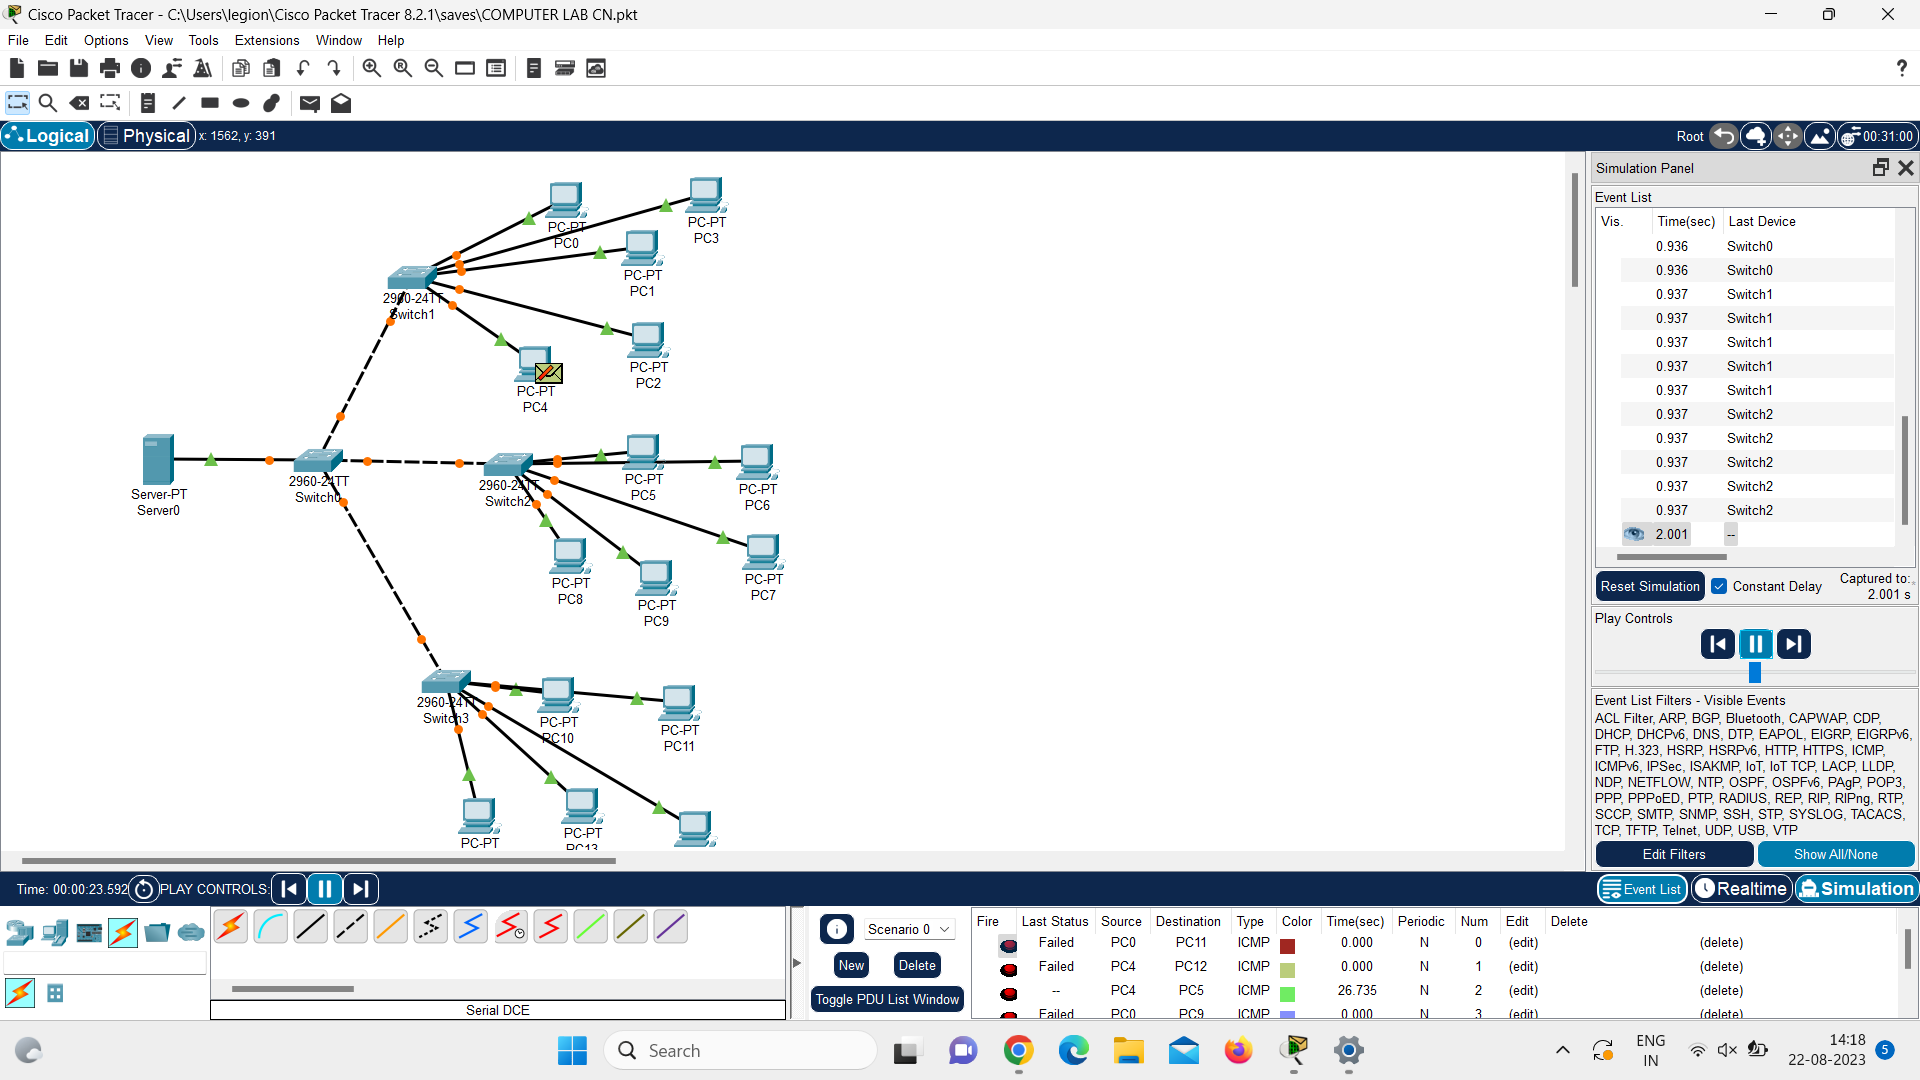 Cisco Packet Tracer - C:\Users\legion\Cisco Packet Tracer 8.2.1\saves\COMPUTER LAB CN.pkt
File Edit Options View Tools Extensions Window Help
Logical Physical x: 1562, y: 391 Root 00:31:00
PC-PT
PC0
PC-PT
PC3
PC-PT
PC1
2960-24TT
Switch1
PC-PT
PC2
PC-PT
PC4
Server-PT
Server0
2960-24TT
Switch0
2960-24TT
Switch2
PC-PT
PC5
PC-PT
PC6
PC-PT
PC8
PC-PT
PC9
PC-PT
PC7
2960-24TT
Switch3
PC-PT
PC10
PC-PT
PC11
PC-PT
PC-PT
PC13
Simulation Panel
Event List
Vis. Time(sec) Last Device
0.936 Switch0
0.936 Switch0
0.937 Switch1
0.937 Switch1
0.937 Switch1
0.937 Switch1
0.937 Switch1
0.937 Switch2
0.937 Switch2
0.937 Switch2
0.937 Switch2
0.937 Switch2
2.001 --
Reset Simulation Constant Delay Captured to:
2.001 s
Play Controls
Event List Filters - Visible Events
ACL Filter, ARP, BGP, Bluetooth, CAPWAP, CDP,
DHCP, DHCPv6, DNS, DTP, EAPOL, EIGRP, EIGRPv6,
FTP, H.323, HSRP, HSRPv6, HTTP, HTTPS, ICMP,
ICMPv6, IPSec, ISAKMP, IoT, IoT TCP, LACP, LLDP,
NDP, NETFLOW, NTP, OSPF, OSPFv6, PAgP, POP3,
PPP, PPPoED, PTP, RADIUS, REP, RIP, RIPng, RTP,
SCCP, SMTP, SNMP, SSH, STP, SYSLOG, TACACS,
TCP, TFTP, Telnet, UDP, USB, VTP
Edit Filters Show All/None
Time: 00:00:23.592 PLAY CONTROLS: Event List Realtime Simulation
Scenario 0
New Delete
Toggle PDU List Window
Serial DCE
Fire Last Status Source Destination Type Color Time(sec) Periodic Num Edit Delete
Failed PC0 PC11 ICMP 0.000 N 0 (edit) (delete)
Failed PC4 PC12 ICMP 0.000 N 1 (edit) (delete)
-- PC4 PC5 ICMP 26.735 N 2 (edit) (delete)
Failed PC0 PC9 ICMP 0.000 N 3 (edit) (delete)
Search
ENG
IN
14:18
22-08-2023
5